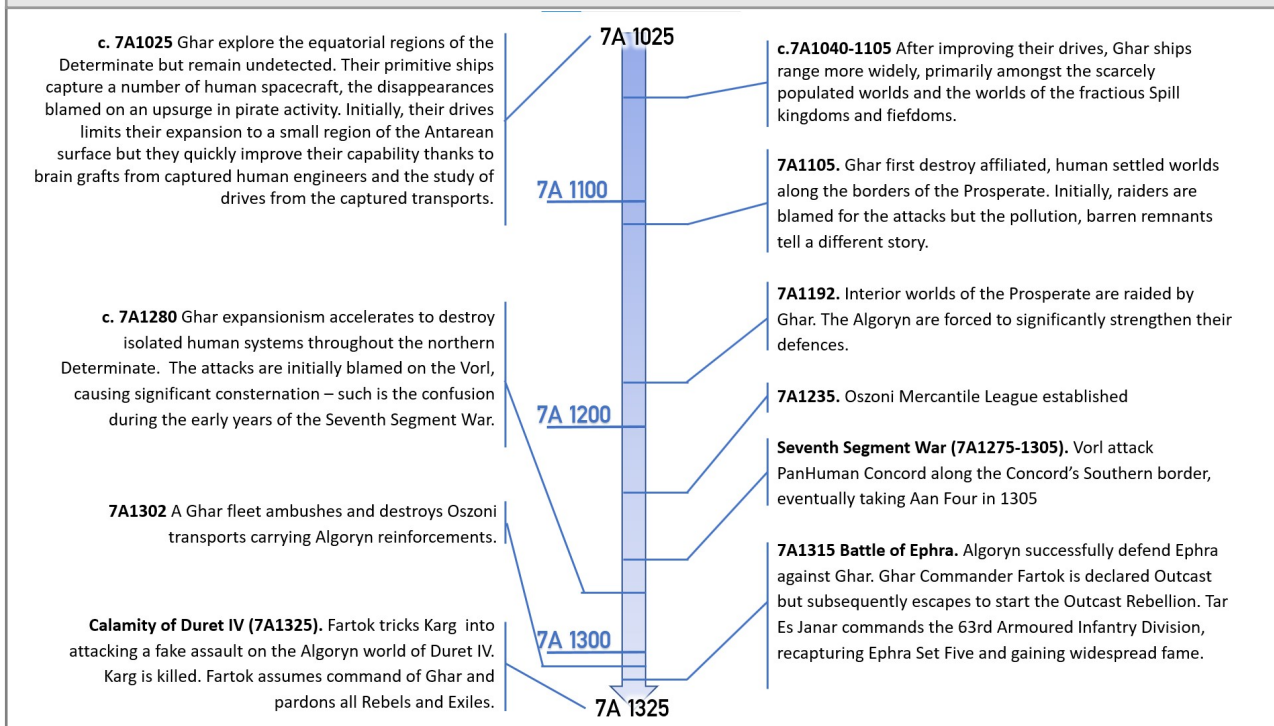 7A 1025
c. 7A1025 Ghar explore the equatorial regions of the
Determinate but remain undetected. Their primitive ships
capture a number of human spacecraft, the disappearances
blamed on an upsurge in pirate activity. Initially, their drives
limits their expansion to a small region of the Antarean
surface but they quickly improve their capability thanks to
brain grafts from captured human engineers and the study of
drives from the captured transports.
c.7A1040-1105 After improving their drives, Ghar ships
range more widely, primarily amongst the scarcely
populated worlds and the worlds of the fractious Spill
kingdoms and fiefdoms.
7A 1100
7A1105. Ghar first destroy affiliated, human settled worlds
along the borders of the Prosperate. Initially, raiders are
blamed for the attacks but the pollution, barren remnants
tell a different story.
7A1192. Interior worlds of the Prosperate are raided by
Ghar. The Algoryn are forced to significantly strengthen their
defences.
7A 1200
7A1235. Oszoni Mercantile League established
Seventh Segment War (7A1275-1305). Vorl attack
PanHuman Concord along the Concord’s Southern border,
eventually taking Aan Four in 1305
c. 7A1280 Ghar expansionism accelerates to destroy
isolated human systems throughout the northern
Determinate. The attacks are initially blamed on the Vorl,
causing significant consternation – such is the confusion
during the early years of the Seventh Segment War.
7A 1300
7A1302 A Ghar fleet ambushes and destroys Oszoni
transports carrying Algoryn reinforcements.
7A1315 Battle of Ephra. Algoryn successfully defend Ephra
against Ghar. Ghar Commander Fartok is declared Outcast
but subsequently escapes to start the Outcast Rebellion. Tar
Es Janar commands the 63rd Armoured Infantry Division,
recapturing Ephra Set Five and gaining widespread fame.
Calamity of Duret IV (7A1325). Fartok tricks Karg into
attacking a fake assault on the Algoryn world of Duret IV.
Karg is killed. Fartok assumes command of Ghar and
pardons all Rebels and Exiles.
7A 1325